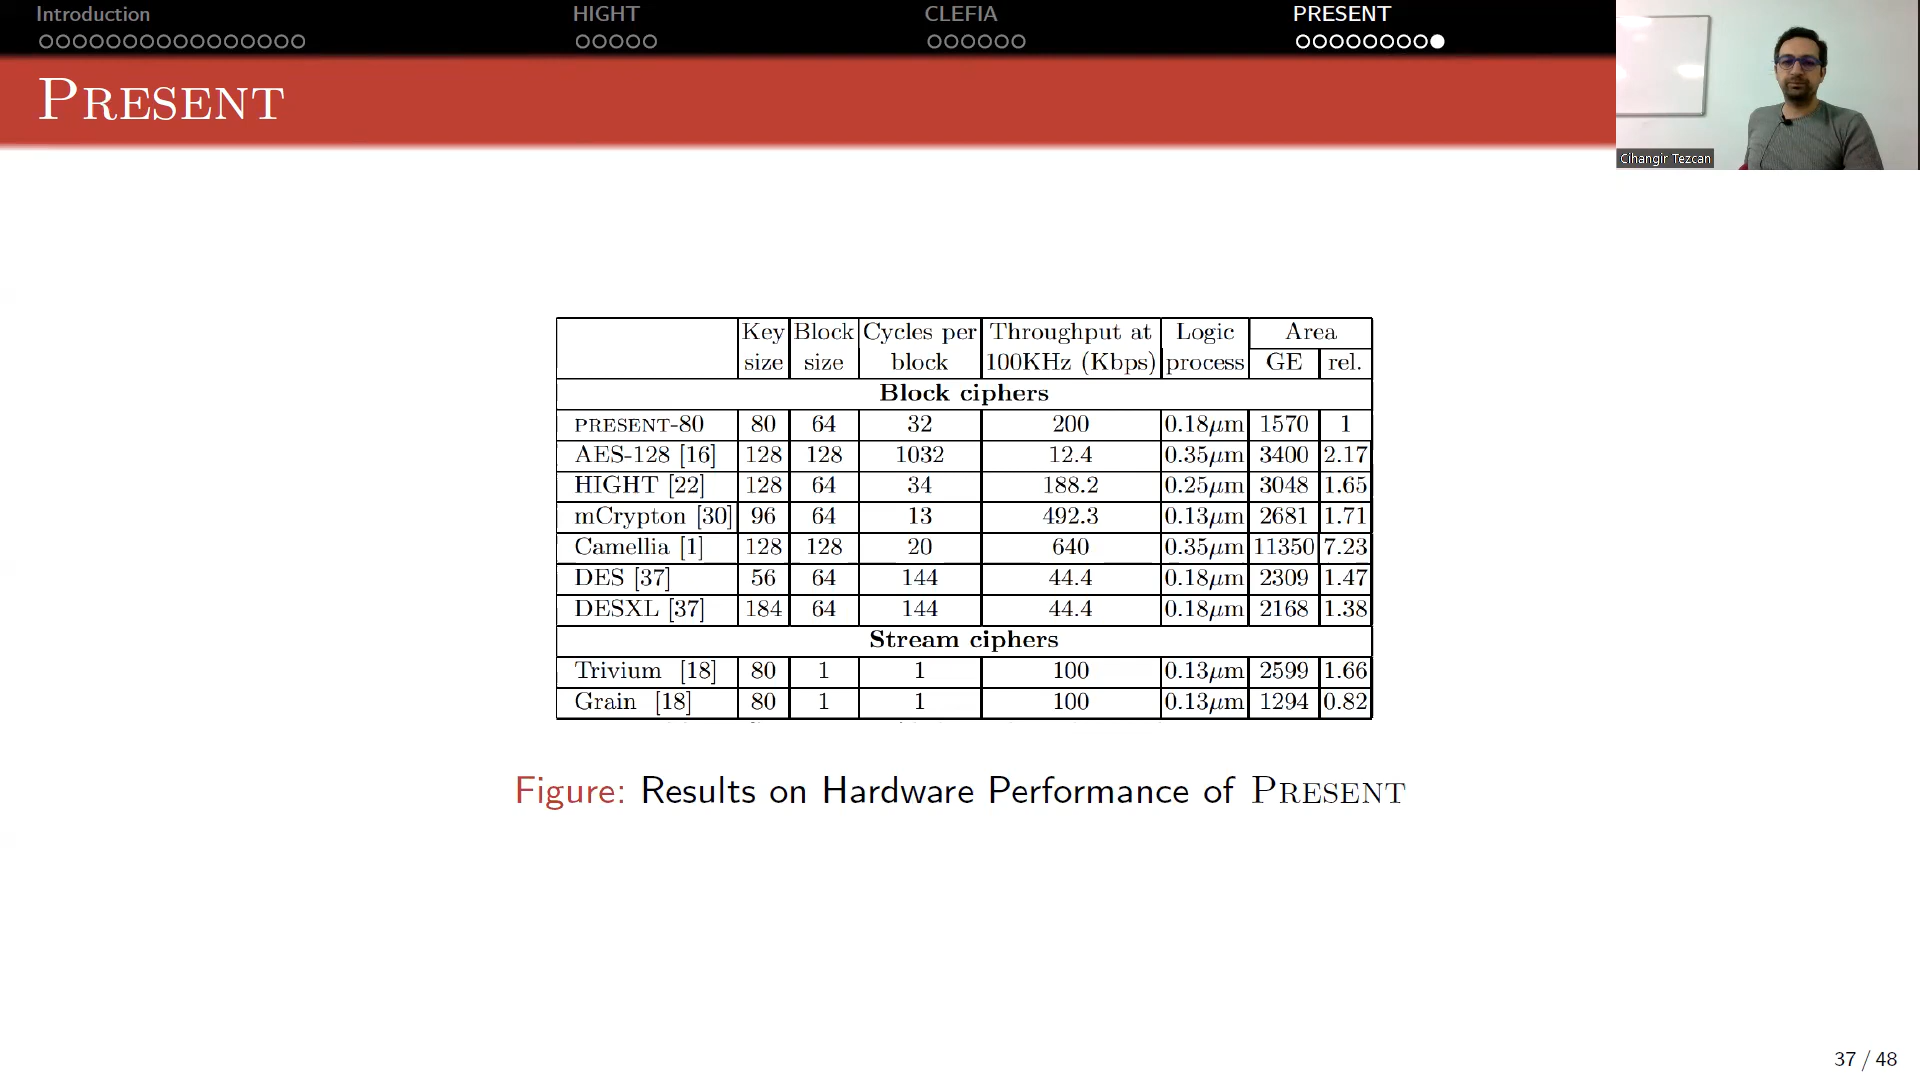 Introduction HIGHT CLEFIA PRESENT
PRESENT
Cihangir Tezcan
Key Block Cycles per Throughput at Logic Area
size size block 100KHz (Kbps) process GE rel.
Block ciphers
PRESENT-80 80 64 32 200 0.18μm 1570 1
AES-128 [16] 128 128 1032 12.4 0.35μm 3400 2.17
HIGHT [22] 128 64 34 188.2 0.25μm 3048 1.65
mCrypton [30] 96 64 13 492.3 0.13μm 2681 1.71
Camellia [1] 128 128 20 640 0.35μm 11350 7.23
DES [37] 56 64 144 44.4 0.18μm 2309 1.47
DESXL [37] 184 64 144 44.4 0.18μm 2168 1.38
Stream ciphers
Trivium [18] 80 1 1 100 0.13μm 2599 1.66
Grain [18] 80 1 1 100 0.13μm 1294 0.82
Figure: Results on Hardware Performance of PRESENT
37 / 48